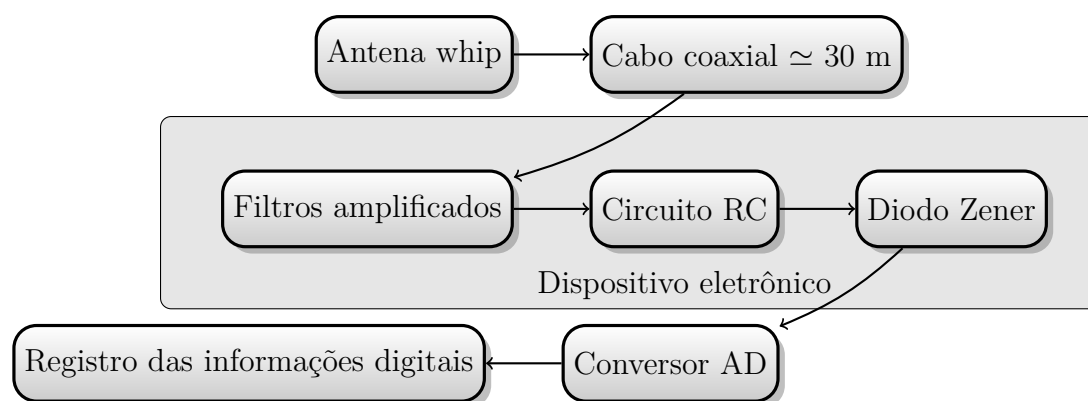 Antena whip
Cabo coaxial ≃ 30 m
Filtros amplificados
Circuito RC
Diodo Zener
Dispositivo eletrônico
Registro das informações digitais
Conversor AD